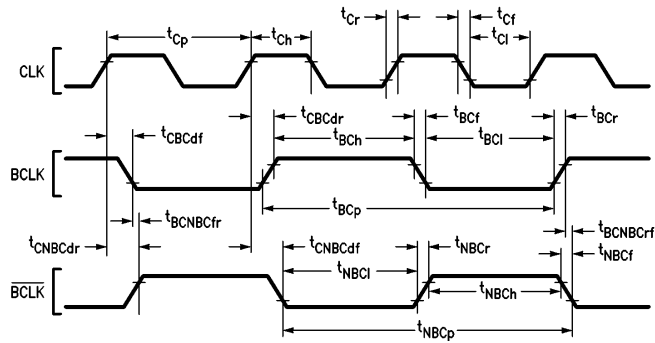 tCr tCf
tCp tCh tCl
CLK
tCBCdr tBCf tBCr
tCBCdf tBCh tBCl
BCLK
tBCp
tBCNBCfr tBCNBCrf
tCNBCdr tCNBCdf tNBCr tNBCf
tNBCl
BCLK tNBCh
tNBCp